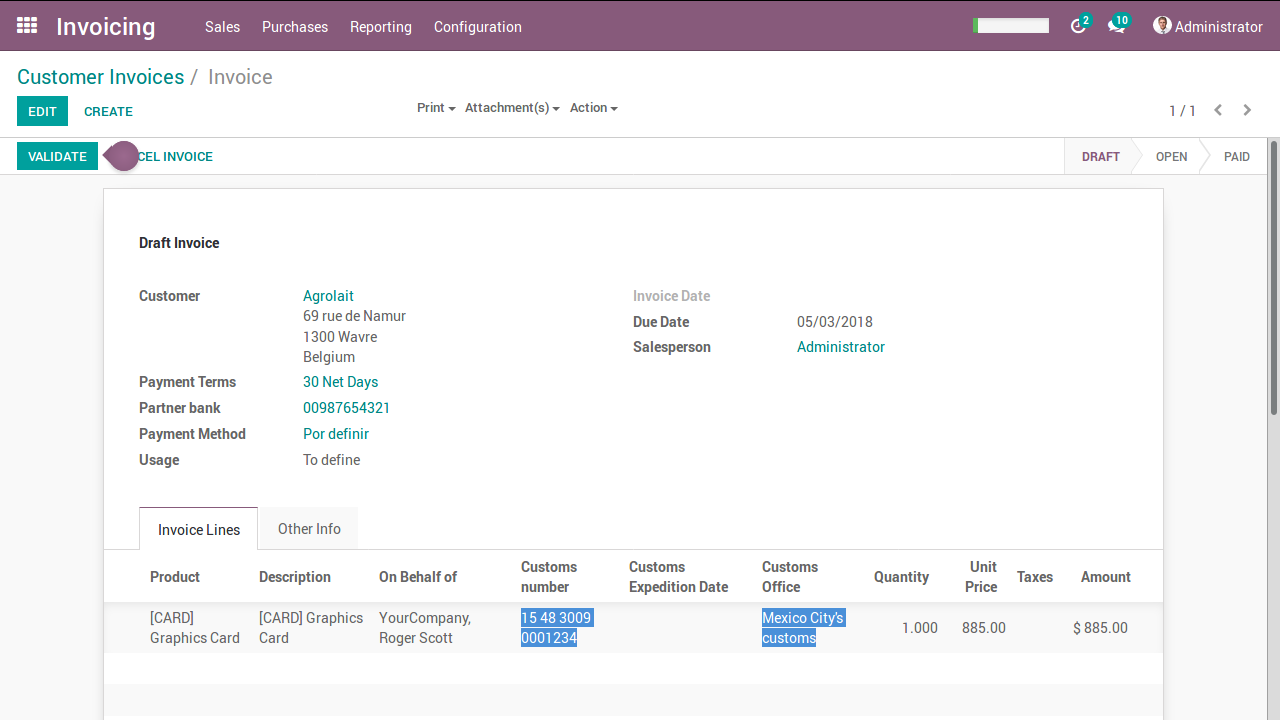 Invoicing Sales Purchases Reporting Configuration 2 10 Administrator
Customer Invoices / Invoice
EDIT CREATE Print Attachment(s) Action 1 / 1
VALIDATE CEL INVOICE DRAFT OPEN PAID
Draft Invoice
Customer Agrolait Invoice Date
69 rue de Namur Due Date 05/03/2018
1300 Wavre Salesperson Administrator
Belgium
Payment Terms 30 Net Days
Partner bank 00987654321
Payment Method Por definir
Usage To define
Invoice Lines Other Info
Product Description On Behalf of Customs number Customs Expedition Date Customs Office Quantity Unit Price Taxes Amount
[CARD] [CARD] Graphics YourCompany, 15 48 3009 Mexico City's 1.000 885.00 $ 885.00
Graphics Card Card Roger Scott 0001234 customs